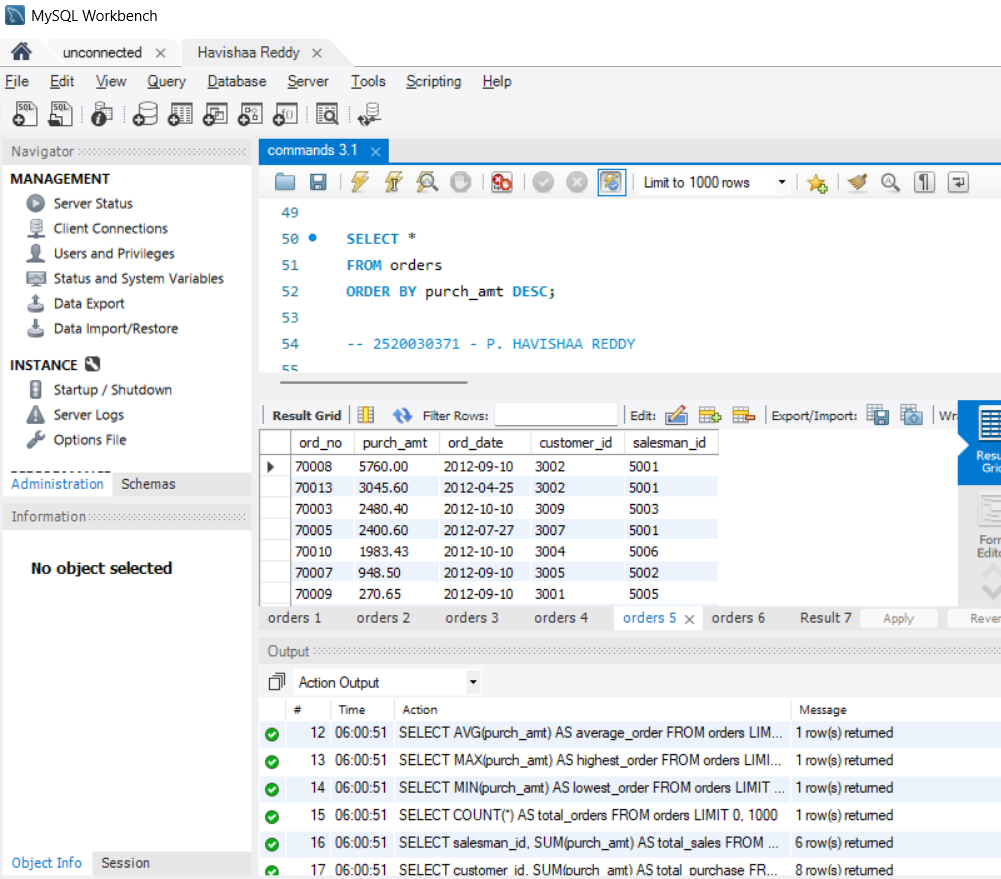 MySQL Workbench
unconnected
Havishaa Reddy
File Edit View Query Database Server Tools Scripting Help
Navigator
MANAGEMENT
Server Status
Client Connections
Users and Privileges
Status and System Variables
Data Export
Data Import/Restore
INSTANCE
Startup / Shutdown
Server Logs
Options File
Administration Schemas
Information
No object selected
Object Info Session
commands 3.1
Limit to 1000 rows
49
50 SELECT *
51 FROM orders
52 ORDER BY purch_amt DESC;
53
54 -- 2520030371 - P. HAVISHAA REDDY
55
Result Grid Filter Rows: Edit: Export/Import: Wr
ord_no purch_amt ord_date customer_id salesman_id
70008 5760.00 2012-09-10 3002 5001
70013 3045.60 2012-04-25 3002 5001
70003 2480.40 2012-10-10 3009 5003
70005 2400.60 2012-07-27 3007 5001
70010 1983.43 2012-10-10 3004 5006
70007 948.50 2012-09-10 3005 5002
70009 270.65 2012-09-10 3001 5005
Resu
Grid
Form
Edito
orders 1 orders 2 orders 3 orders 4 orders 5 orders 6 Result 7 Apply Rever
Output
Action Output
# Time Action Message
12 06:00:51 SELECT AVG(purch_amt) AS average_order FROM orders LIM... 1 row(s) returned
13 06:00:51 SELECT MAX(purch_amt) AS highest_order FROM orders LIMI... 1 row(s) returned
14 06:00:51 SELECT MIN(purch_amt) AS lowest_order FROM orders LIMIT ... 1 row(s) returned
15 06:00:51 SELECT COUNT(*) AS total_orders FROM orders LIMIT 0, 1000 1 row(s) returned
16 06:00:51 SELECT salesman_id, SUM(purch_amt) AS total_sales FROM ... 6 row(s) returned
17 06:00:51 SELECT customer_id, SUM(purch_amt) AS total_purchase FR... 8 row(s) returned